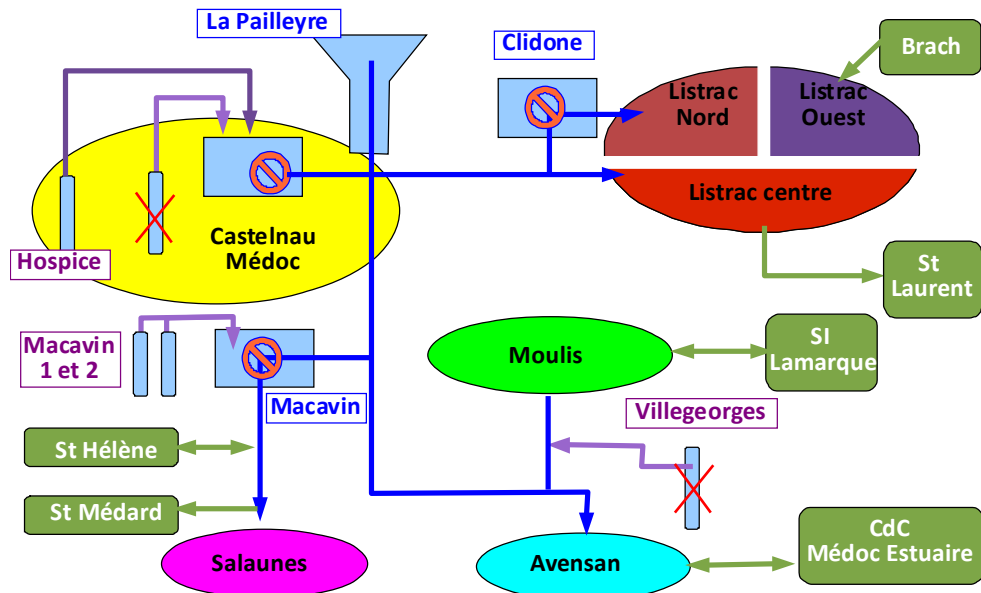 La Pailleyre
Clidone
Brach
Listrac
Nord
Listrac
Ouest
Listrac centre
Castelnau
Médoc
Hospice
St
Laurent
Macavin
1 et 2
Moulis
SI
Lamarque
Macavin
Villegeorges
St Hélène
St Médard
CdC
Médoc Estuaire
Salaunes
Avensan